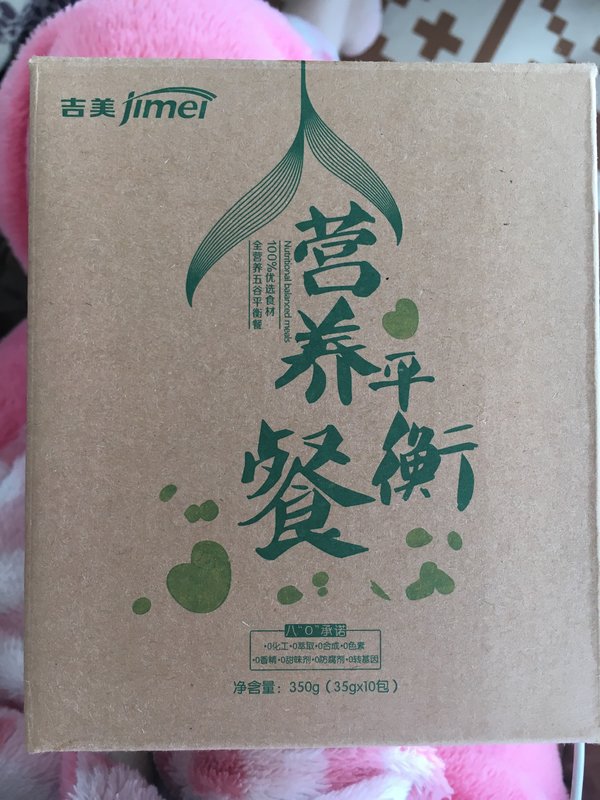 吉美 jimei
营养
平衡
餐
Nutritional balanced meals
100%优选食材
全营养五谷平衡餐
八“0”承诺
·0化工·0萃取·0合成·0色素
·0香精·0甜味剂·0防腐剂·0转基因
净含量：350g（35gx10包）